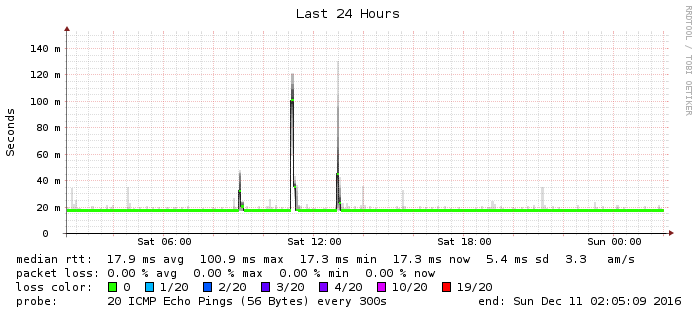 Last 24 Hours
RRDTOOL / TOBI OETIKER
Seconds
140 m
120 m
100 m
80 m
60 m
40 m
20 m
0
Sat 06:00 Sat 12:00 Sat 18:00 Sun 00:00
median rtt: 17.9 ms avg 100.9 ms max 17.3 ms min 17.3 ms now 5.4 ms sd 3.3 am/s
packet loss: 0.00 % avg 0.00 % max 0.00 % min 0.00 % now
loss color: 0 1/20 2/20 3/20 4/20 10/20 19/20
probe: 20 ICMP Echo Pings (56 Bytes) every 300s end: Sun Dec 11 02:05:09 2016